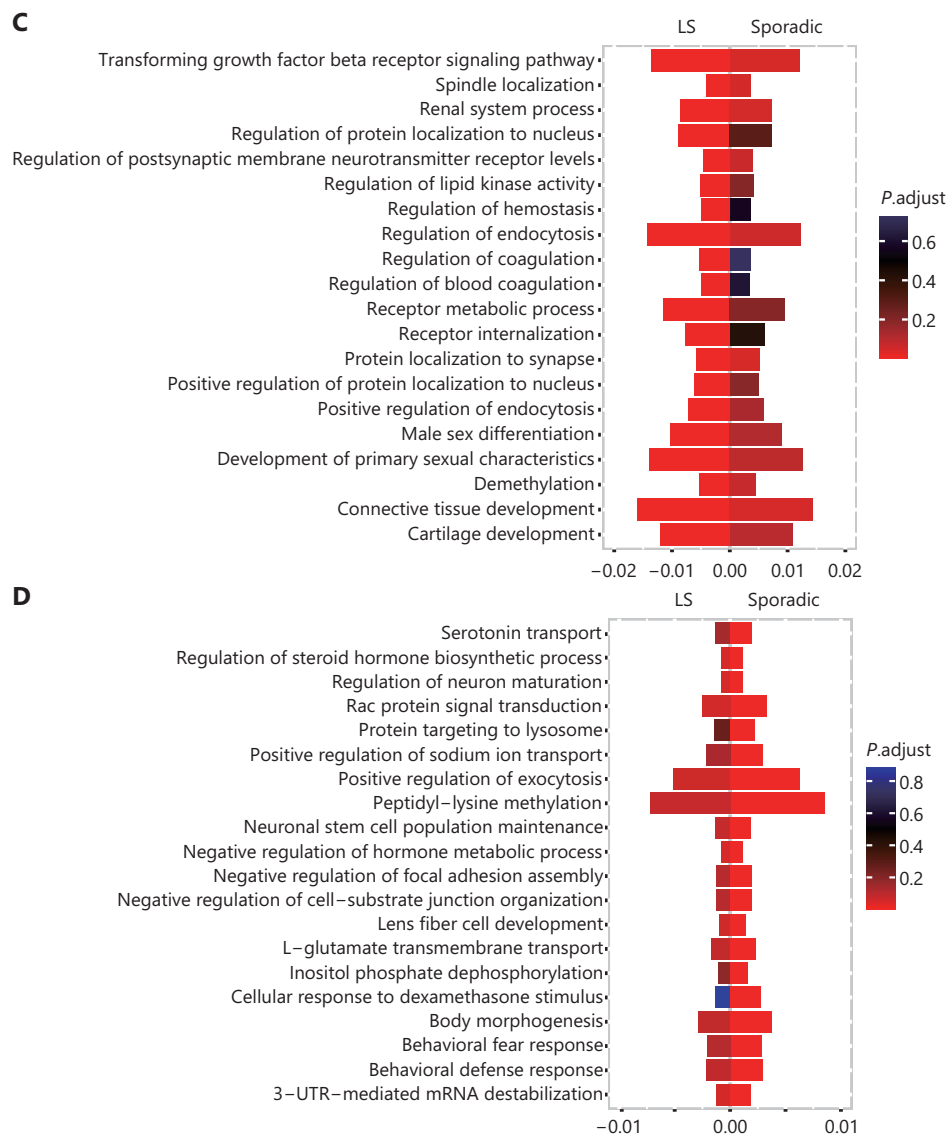 C
LS Sporadic
Transforming growth factor beta receptor signaling pathway
Spindle localization
Renal system process
Regulation of protein localization to nucleus
Regulation of postsynaptic membrane neurotransmitter receptor levels
Regulation of lipid kinase activity
Regulation of hemostasis
Regulation of endocytosis
Regulation of coagulation
Regulation of blood coagulation
Receptor metabolic process
Receptor internalization
Protein localization to synapse
Positive regulation of protein localization to nucleus
Positive regulation of endocytosis
Male sex differentiation
Development of primary sexual characteristics
Demethylation
Connective tissue development
Cartilage development
−0.02 −0.01 0.00 0.01 0.02
P.adjust
0.6
0.4
0.2
D
LS Sporadic
Serotonin transport
Regulation of steroid hormone biosynthetic process
Regulation of neuron maturation
Rac protein signal transduction
Protein targeting to lysosome
Positive regulation of sodium ion transport
Positive regulation of exocytosis
Peptidyl−lysine methylation
Neuronal stem cell population maintenance
Negative regulation of hormone metabolic process
Negative regulation of focal adhesion assembly
Negative regulation of cell−substrate junction organization
Lens fiber cell development
L−glutamate transmembrane transport
Inositol phosphate dephosphorylation
Cellular response to dexamethasone stimulus
Body morphogenesis
Behavioral fear response
Behavioral defense response
3−UTR−mediated mRNA destabilization
−0.01 0.00 0.01
P.adjust
0.8
0.6
0.4
0.2